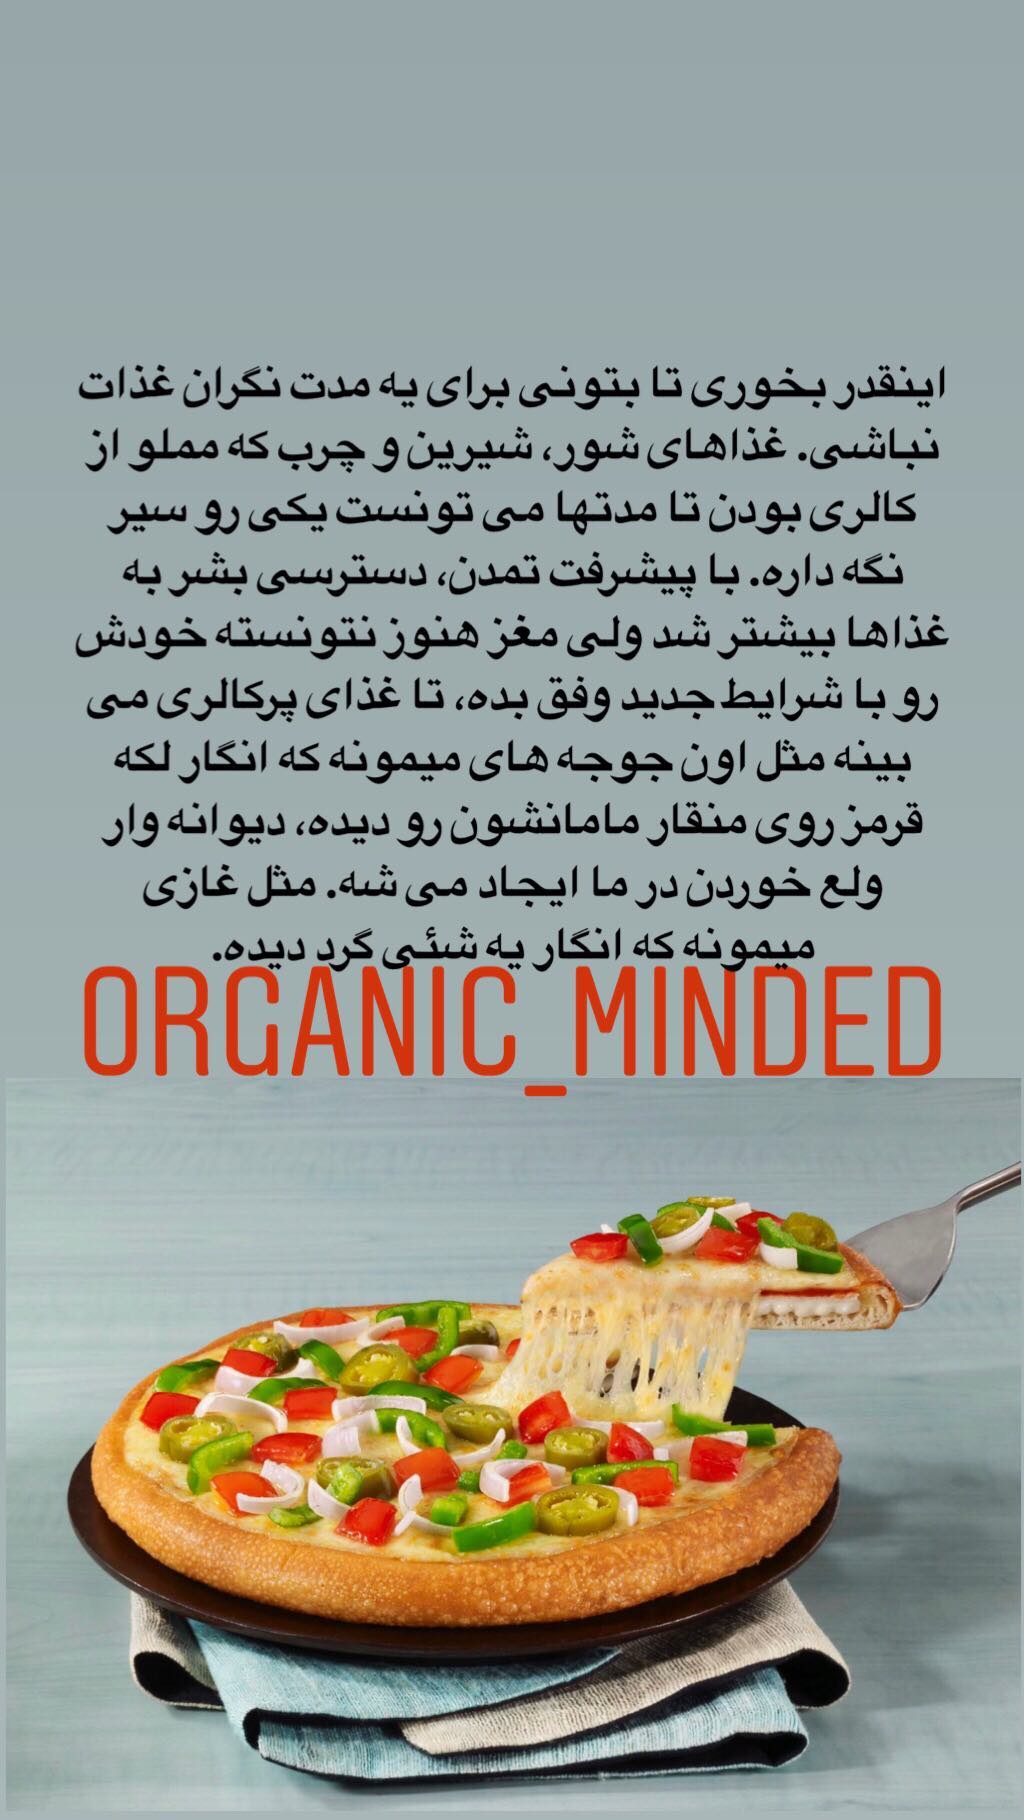 اینقدر بخوری تا بتونی برای یه مدت نگران غذات
نباشی. غذاهای شور، شیرین و چرب که مملو از
کالری بودن تا مدتها می تونست یکی رو سیر
نگه داره. با پیشرفت تمدن، دسترسی بشر به
غذاها بیشتر شد ولی مغز هنوز نتونسته خودش
رو با شرایط جدید وفق بده، تا غذای پرکالری می
بینه مثل اون جوجه های میمونه که انگار لکه
قرمز روی منقار مامانشون رو دیده، دیوانه وار
ولع خوردن در ما ایجاد می شه. مثل غازی
میمونه که انگار یه شئی گرد دیده.
ORGANIC_MINDED